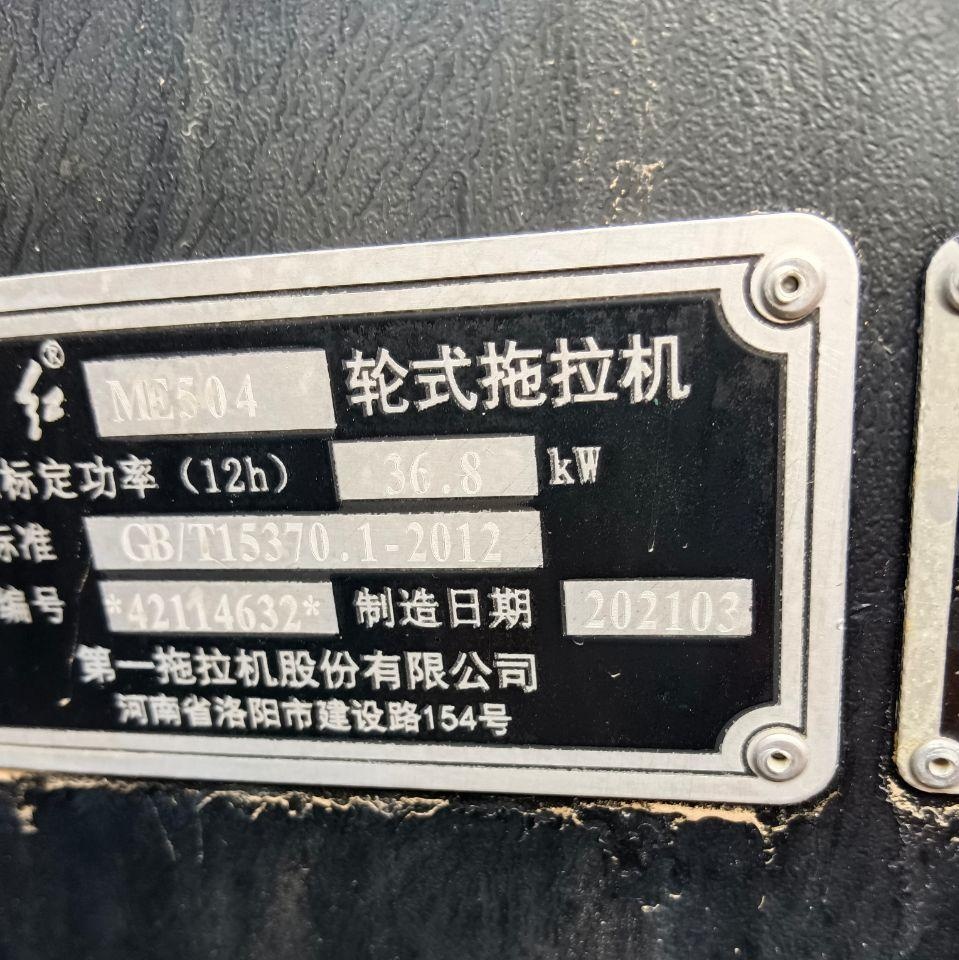 红® ME504 轮式拖拉机
标定功率（12h） 36.8 kW
标准 GB/T15370.1-2012
编号 *42114632* 制造日期 202103
第一拖拉机股份有限公司
河南省洛阳市建设路154号